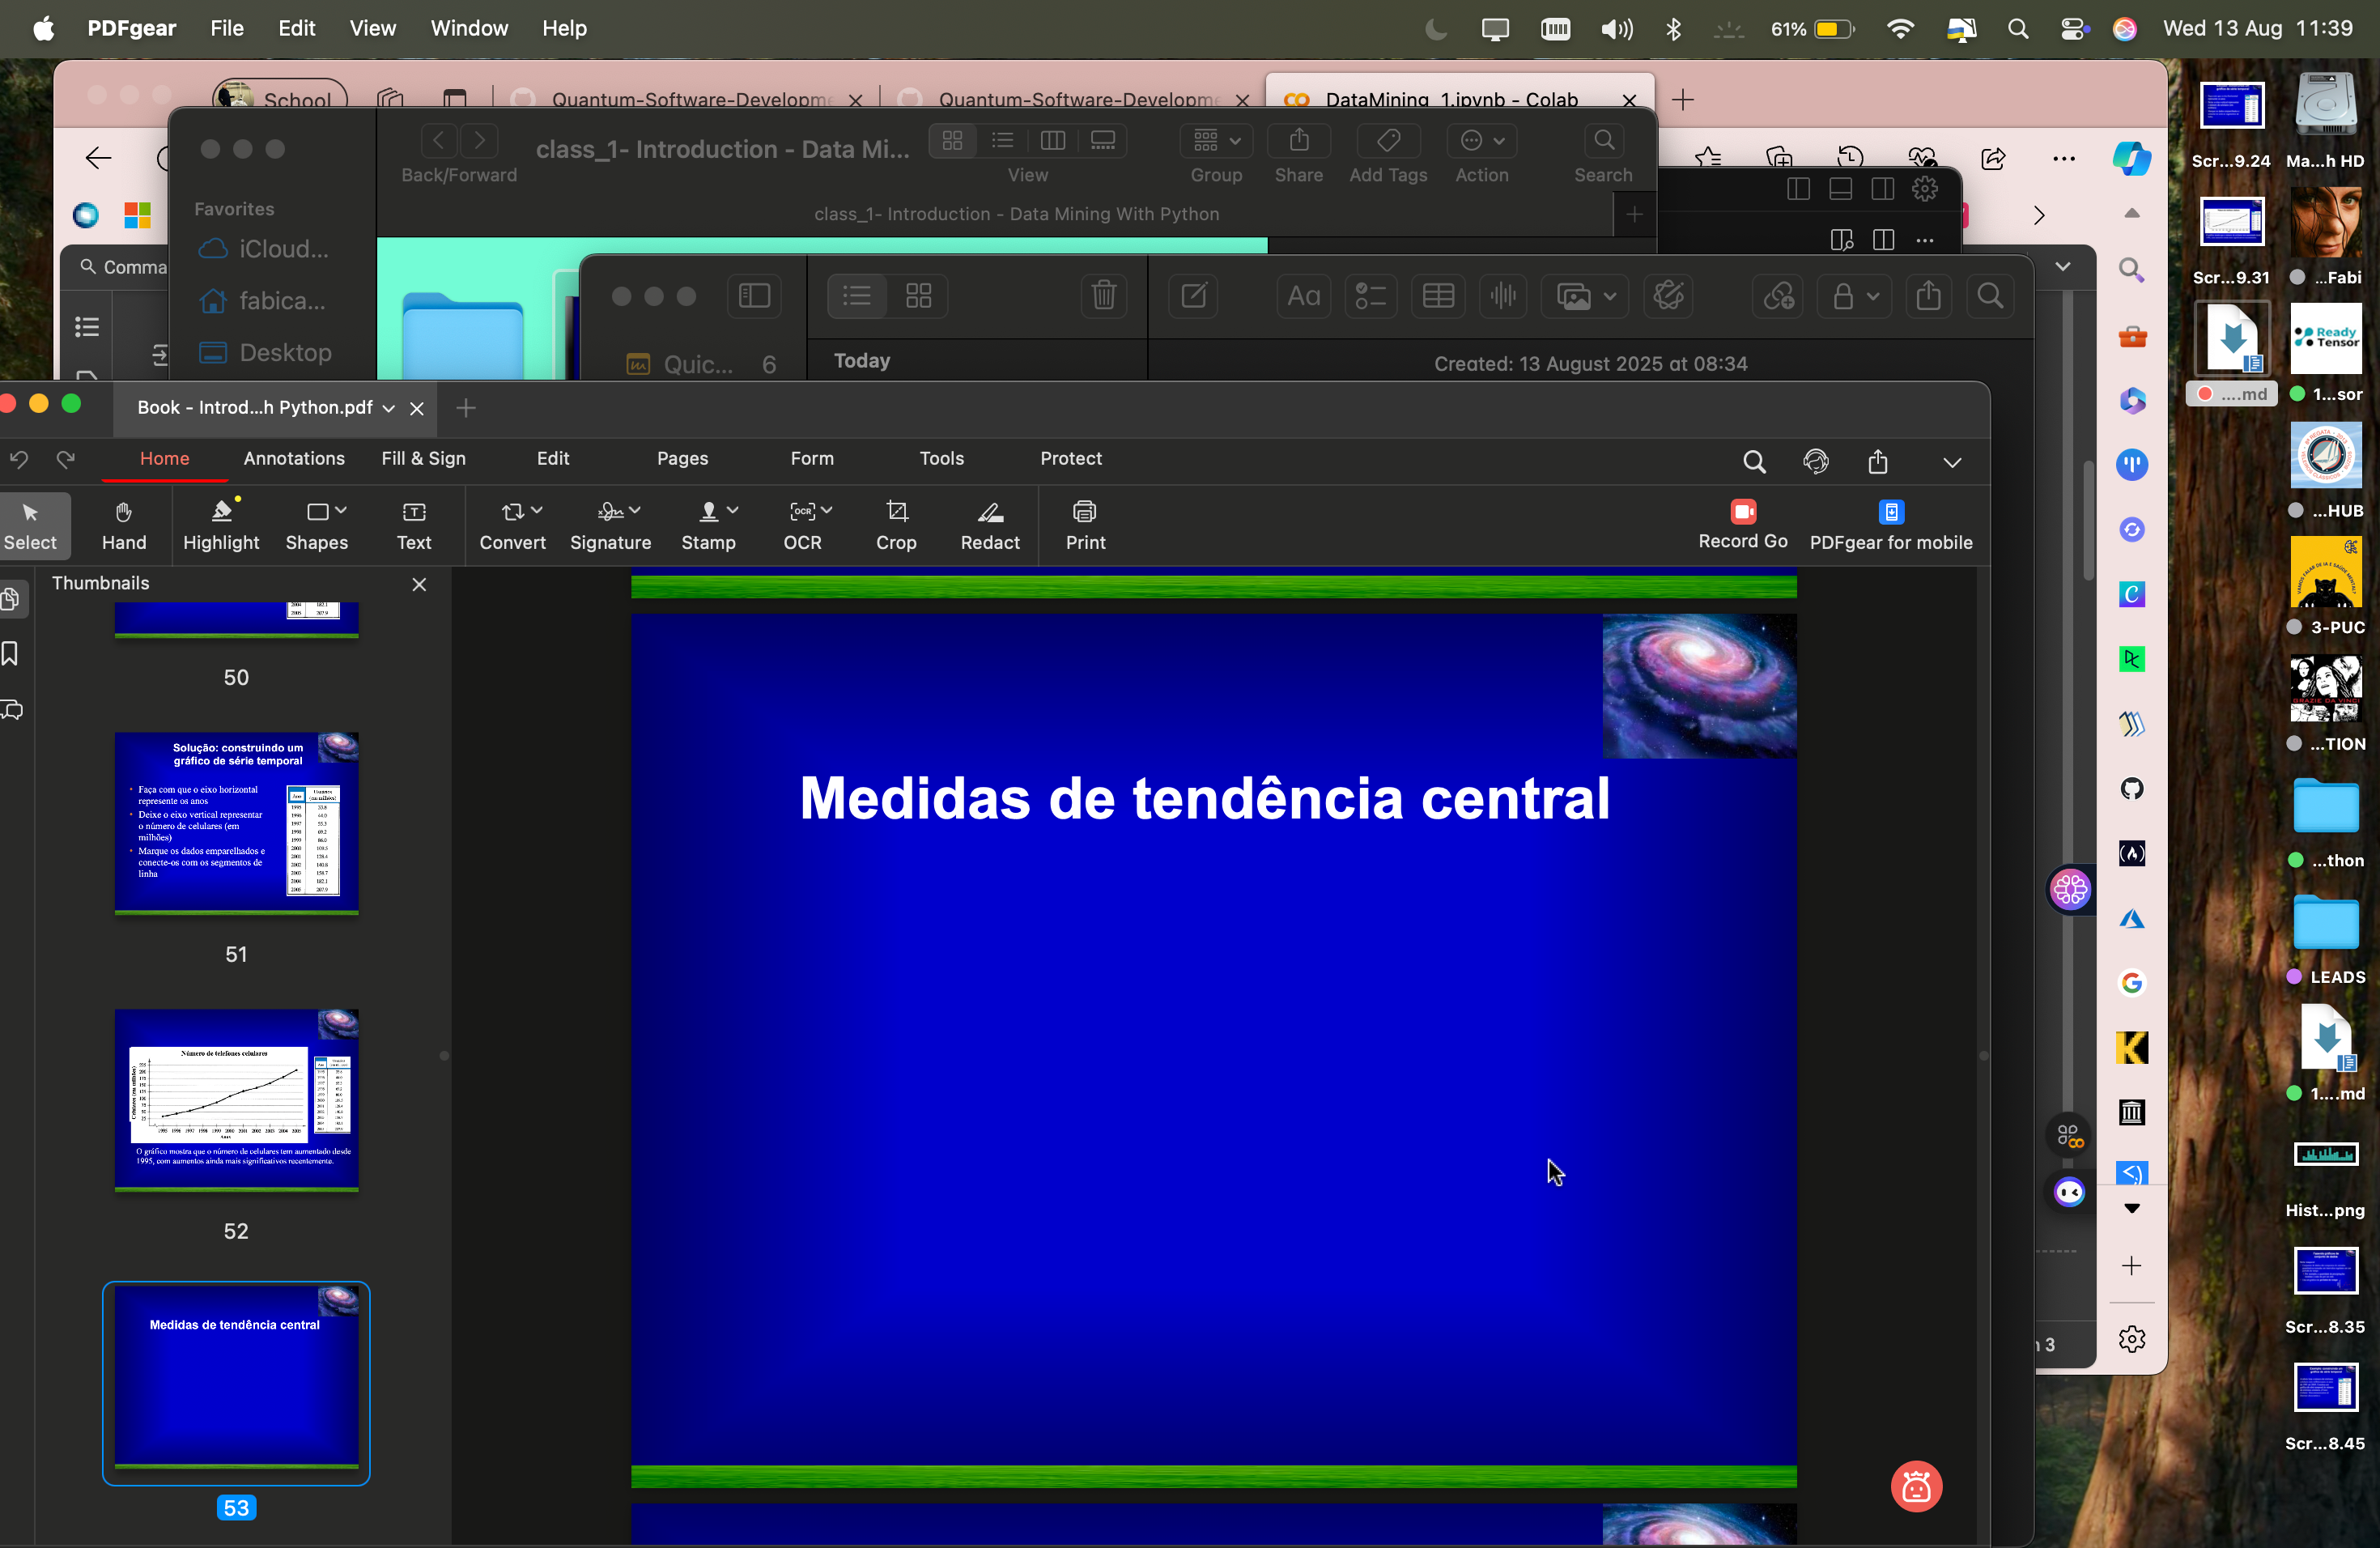 PDFgear File Edit View Window Help 61% Wed 13 Aug 11:39
School Quantum-Software-Developme Quantum-Software-Developme DataMining_1.ipynb - Colab
class_1- Introduction - Data Mi...
Back/Forward View Group Share Add Tags Action Search
Favorites
class_1- Introduction - Data Mining With Python
iCloud...
fabica...
Desktop
Comma
Quic... 6
Today
Created: 13 August 2025 at 08:34
Aa
Book - Introd...h Python.pdf
Home Annotations Fill & Sign Edit Pages Form Tools Protect
Select Hand Highlight Shapes Text Convert Signature Stamp OCR Crop Redact Print Record Go PDFgear for mobile
Thumbnails
50
Solução: construindo um
gráfico de série temporal
Faça com que o eixo horizontal
represente os anos
Deixe o eixo vertical representar
o número de celulares (em
milhões)
Marque os dados emparelhados e
conecte-os com os segmentos de
linha
51
Número de telefones celulares
O gráfico mostra que o número de celulares tem aumentado desde
1995, com aumentos ainda mais significativos recentemente.
52
Medidas de tendência central
53
Medidas de tendência central
Scr...9.24
Ma...h HD
Scr...9.31
...Fabi
....md
Ready
Tensor
1...sor
...HUB
3-PUC
...TION
...thon
LEADS
1....md
Hist...png
Scr...8.35
Scr...8.45